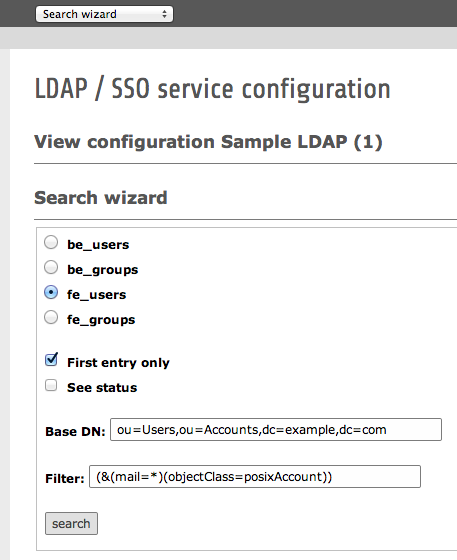 Search wizard
LDAP / SSO service configuration
View configuration Sample LDAP (1)
Search wizard
be_users
be_groups
fe_users
fe_groups
First entry only
See status
Base DN: ou=Users,ou=Accounts,dc=example,dc=com
Filter: (&(mail=*)(objectClass=posixAccount))
search